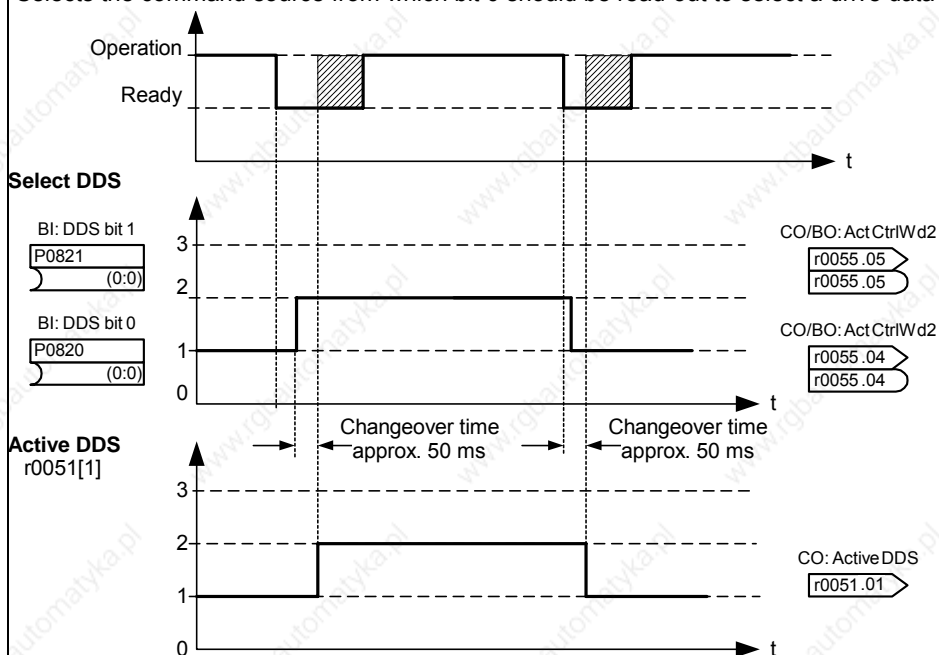 Selects the command source from which bit 0 should be read out to select a drive data
Operation
Ready
t
Select DDS
BI: DDS bit 1
P0821
(0:0)
BI: DDS bit 0
P0820
(0:0)
3
2
1
0
t
CO/BO: Act CtrlWd2
r0055 .05
r0055 .05
CO/BO: Act CtrlWd2
r0055 .04
r0055 .04
Changeover time
approx. 50 ms
Changeover time
approx. 50 ms
Active DDS
r0051[1]
3
2
1
0
t
CO: Active DDS
r0051 .01
www.rgbautomatyka.pl